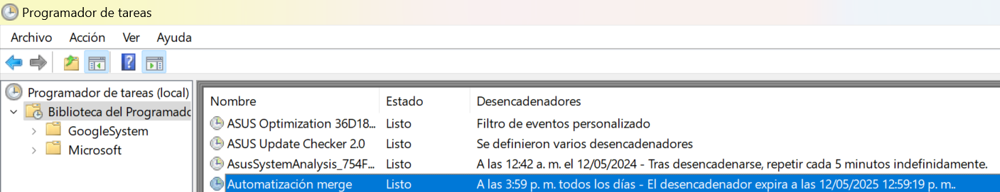 Programador de tareas
Archivo Acción Ver Ayuda
Programador de tareas (local)
Biblioteca del Programado
GoogleSystem
Microsoft
Nombre Estado Desencadenadores
ASUS Optimization 36D18... Listo Filtro de eventos personalizado
ASUS Update Checker 2.0 Listo Se definieron varios desencadenadores
AsusSystemAnalysis_754F... Listo A las 12:42 a. m. el 12/05/2024 - Tras desencadenarse, repetir cada 5 minutos indefinidamente.
Automatización merge Listo A las 3:59 p. m. todos los días - El desencadenador expira a las 12/05/2025 12:59:19 p. m..